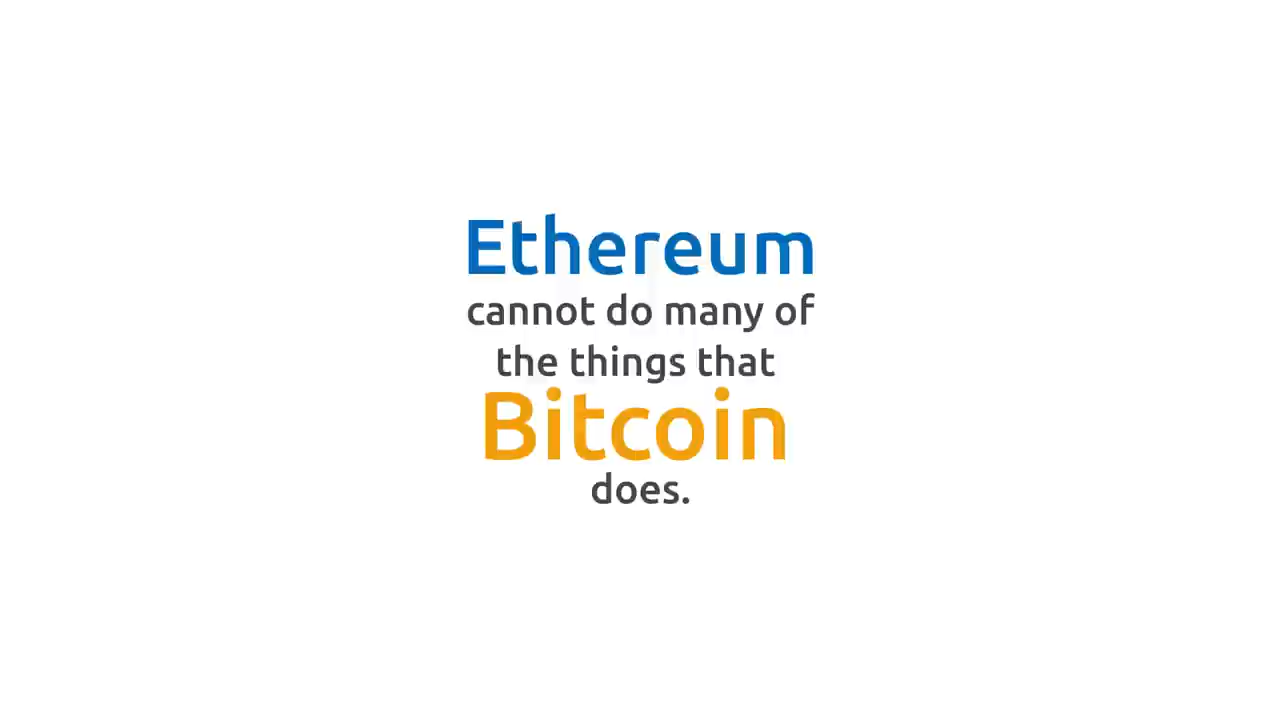 Ethereum
cannot do many of
the things that
Bitcoin
does.